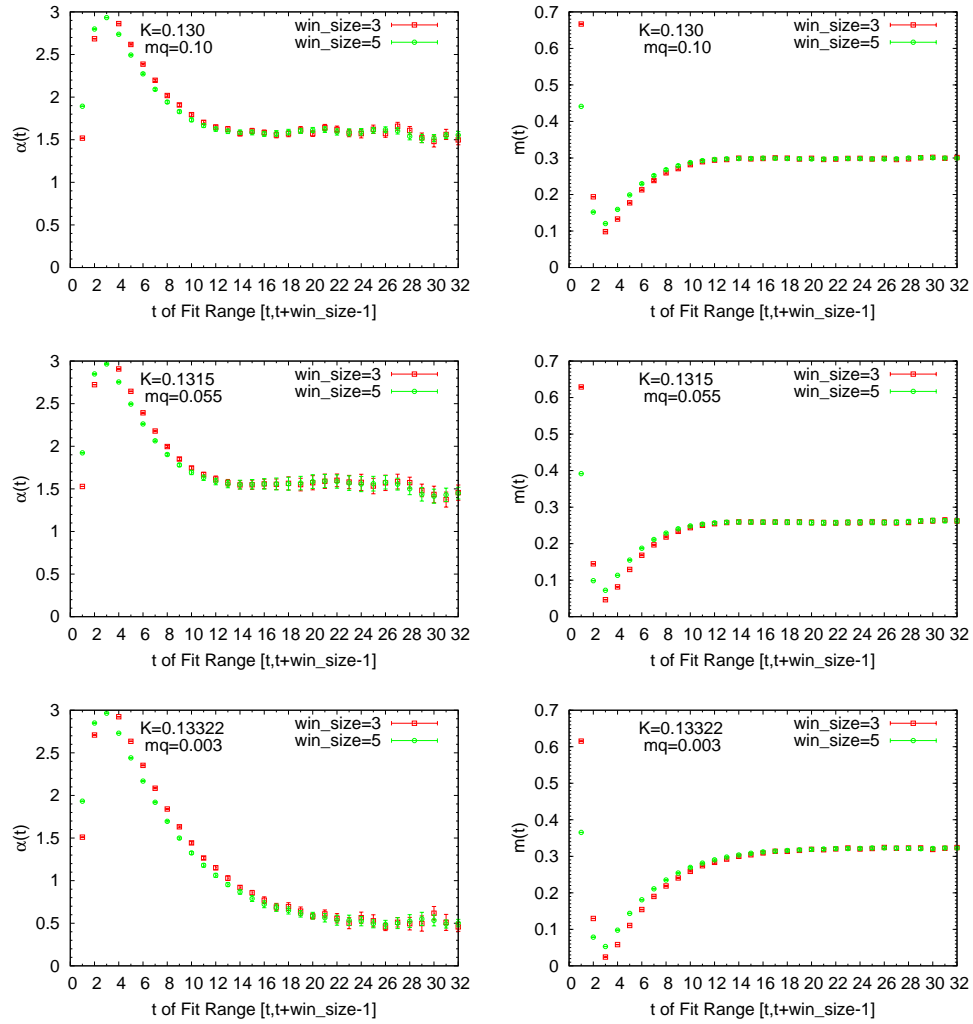 3
2.5
2
1.5
1
0.5
0
α(t)
K=0.130
mq=0.10
win_size=3
win_size=5
0 2 4 6 8 10 12 14 16 18 20 22 24 26 28 30 32
t of Fit Range [t,t+win_size-1]
0.7
0.6
0.5
0.4
0.3
0.2
0.1
0
m(t)
K=0.130
mq=0.10
win_size=3
win_size=5
0 2 4 6 8 10 12 14 16 18 20 22 24 26 28 30 32
t of Fit Range [t,t+win_size-1]
3
2.5
2
1.5
1
0.5
0
α(t)
K=0.1315
mq=0.055
win_size=3
win_size=5
0 2 4 6 8 10 12 14 16 18 20 22 24 26 28 30 32
t of Fit Range [t,t+win_size-1]
0.7
0.6
0.5
0.4
0.3
0.2
0.1
0
m(t)
K=0.1315
mq=0.055
win_size=3
win_size=5
0 2 4 6 8 10 12 14 16 18 20 22 24 26 28 30 32
t of Fit Range [t,t+win_size-1]
3
2.5
2
1.5
1
0.5
0
α(t)
K=0.13322
mq=0.003
win_size=3
win_size=5
0 2 4 6 8 10 12 14 16 18 20 22 24 26 28 30 32
t of Fit Range [t,t+win_size-1]
0.7
0.6
0.5
0.4
0.3
0.2
0.1
0
m(t)
K=0.13322
mq=0.003
win_size=3
win_size=5
0 2 4 6 8 10 12 14 16 18 20 22 24 26 28 30 32
t of Fit Range [t,t+win_size-1]